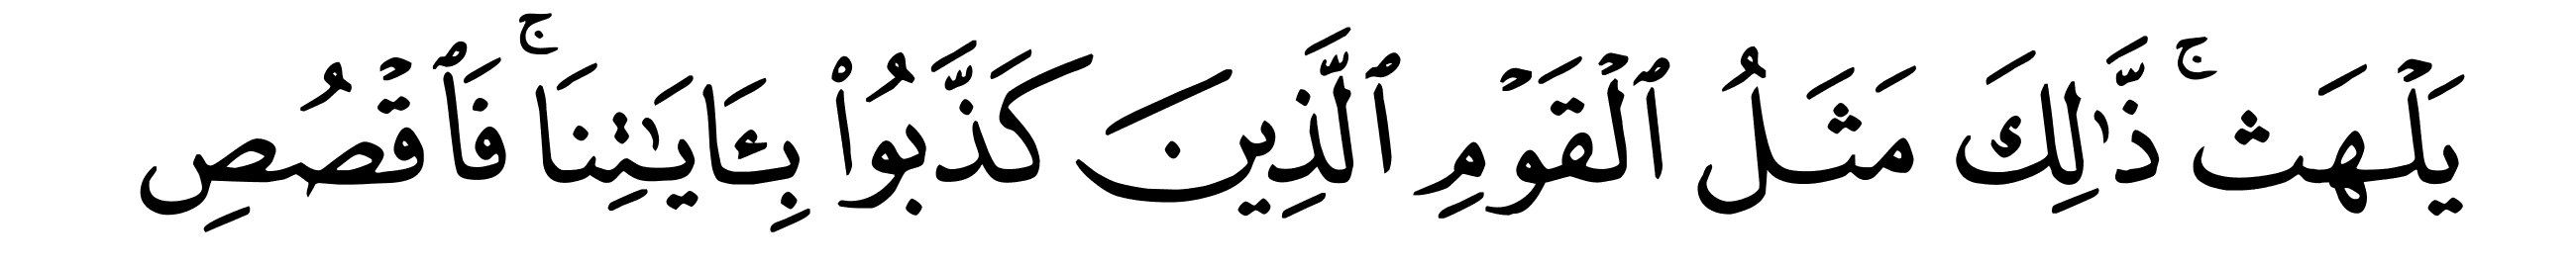 يَلْهَث ۚ ذَّٰلِكَ مَثَلُ ٱلْقَوْمِ ٱلَّذِينَ كَذَّبُوا۟ بِـَٔايَـٰتِنَا ۚ فَٱقْصُصِ